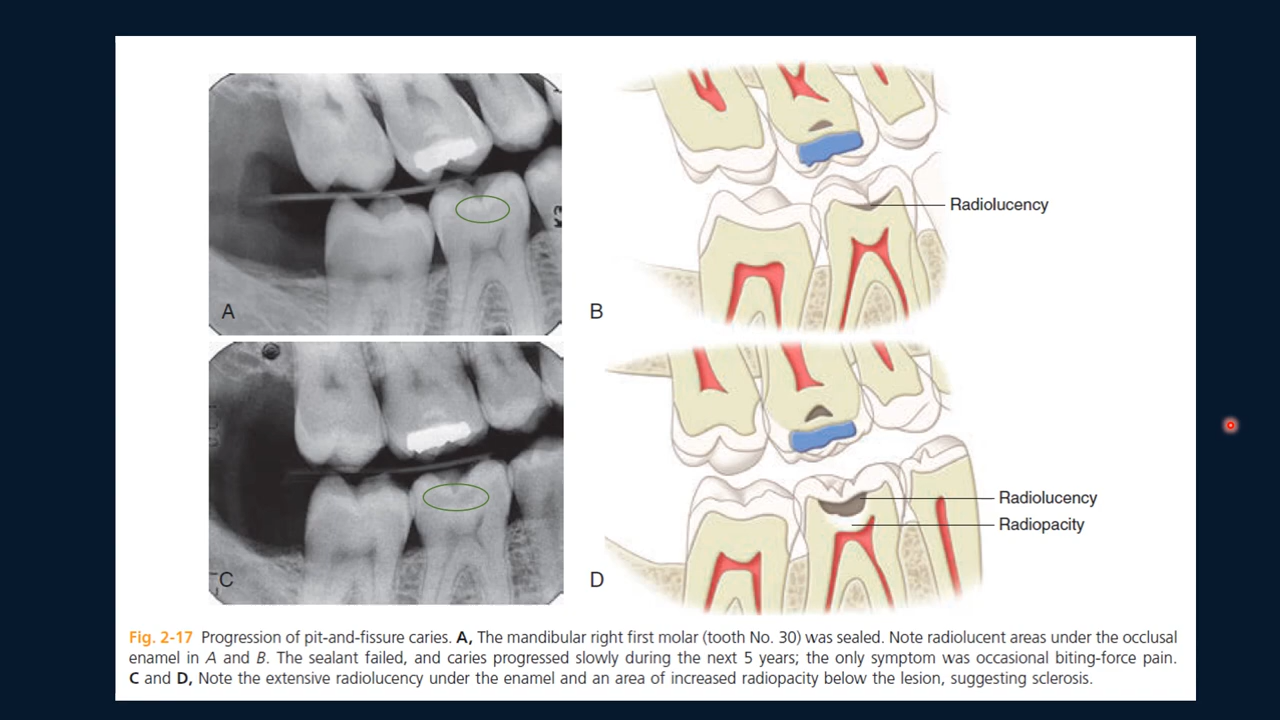 A
B
Radiolucency
C
D
Radiolucency
Radiopacity
Fig. 2-17 Progression of pit-and-fissure caries. A, The mandibular right first molar (tooth No. 30) was sealed. Note radiolucent areas under the occlusal
enamel in A and B. The sealant failed, and caries progressed slowly during the next 5 years; the only symptom was occasional biting-force pain.
C and D, Note the extensive radiolucency under the enamel and an area of increased radiopacity below the lesion, suggesting sclerosis.